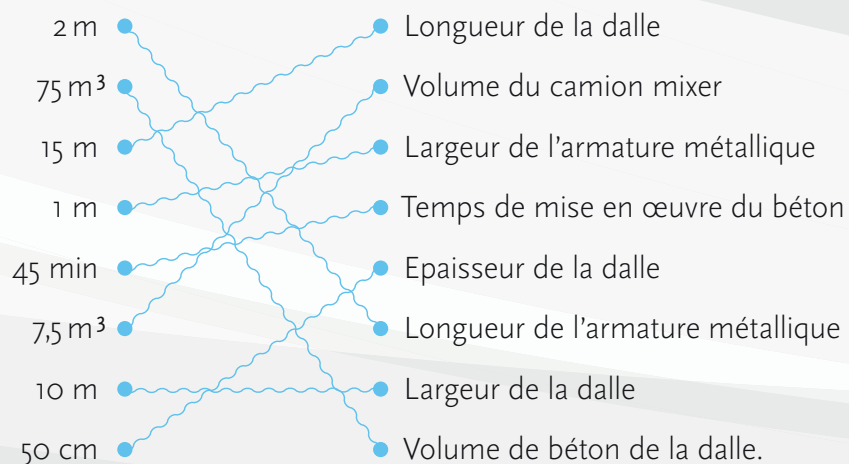 2 m Longueur de la dalle
75 m³ Volume du camion mixer
15 m Largeur de l’armature métallique
1 m Temps de mise en œuvre du béton
45 min Epaisseur de la dalle
7,5 m³ Longueur de l’armature métallique
10 m Largeur de la dalle
50 cm Volume de béton de la dalle.